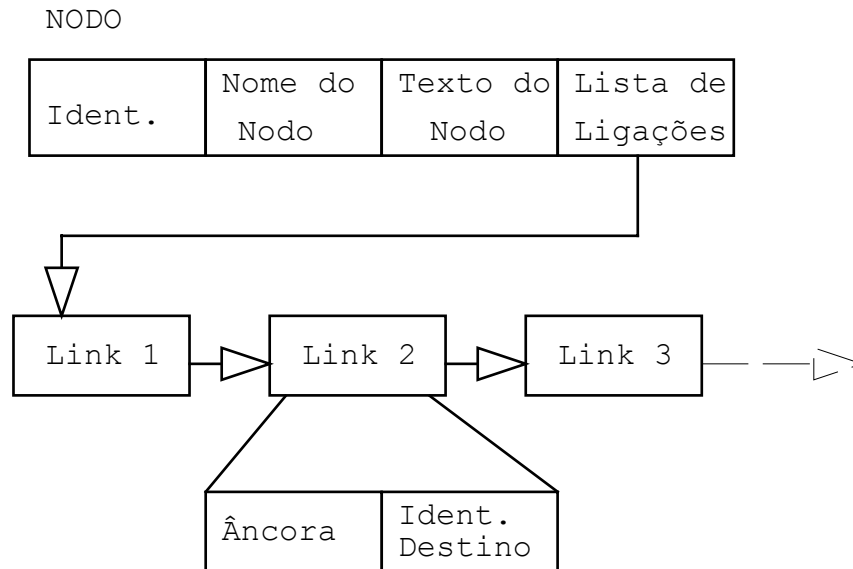 NODO
Ident.
Nome do
Nodo
Texto do
Nodo
Lista de
Ligações
Link 1
Link 2
Link 3
Âncora
Ident.
Destino